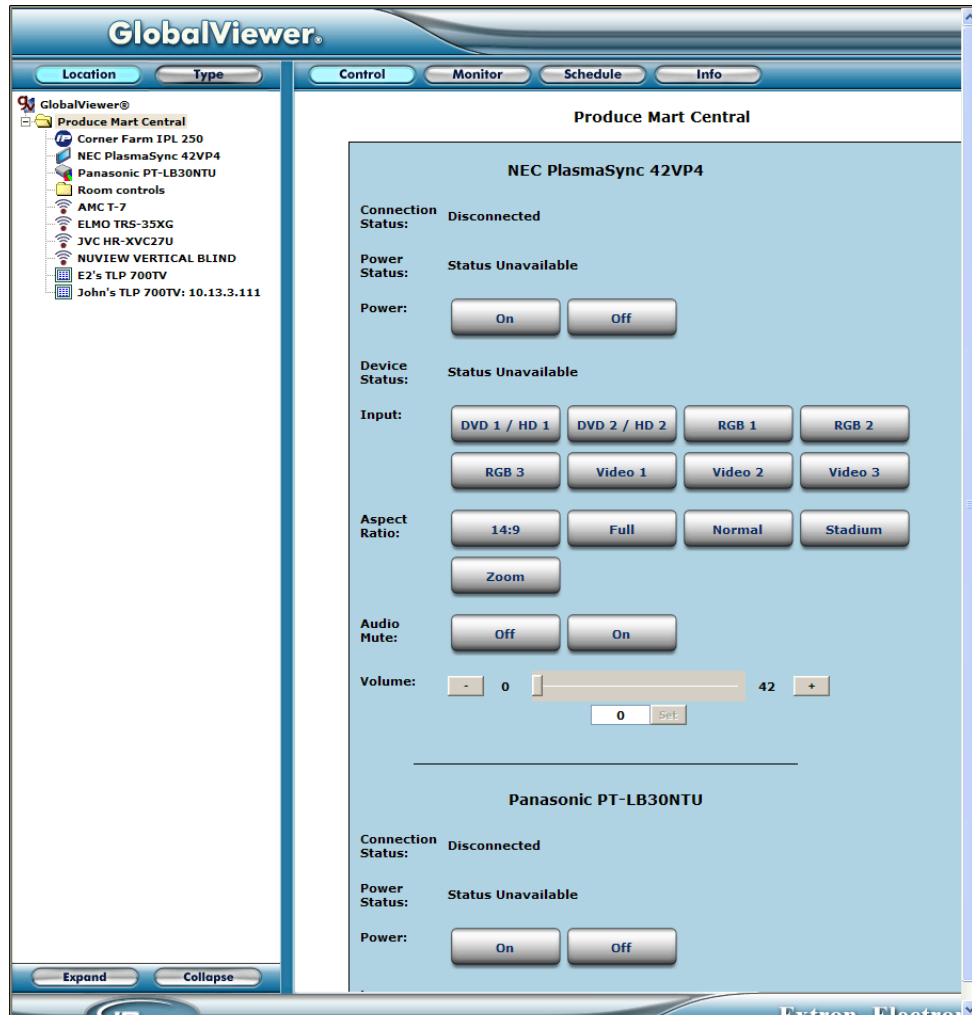 GlobalViewer®
Location Type
Control Monitor Schedule Info
GlobalViewer®
Produce Mart Central
Corner Farm IPL 250
NEC PlasmaSync 42VP4
Panasonic PT-LB30NTU
Room controls
AMC T-7
ELMO TRS-35XG
JVC HR-XVC27U
NUVIEW VERTICAL BLIND
E2's TLP 700TV
John's TLP 700TV: 10.13.3.111
Expand Collapse
Produce Mart Central
NEC PlasmaSync 42VP4
Connection
Status: Disconnected
Power
Status: Status Unavailable
Power: On Off
Device
Status: Status Unavailable
Input: DVD 1 / HD 1 DVD 2 / HD 2 RGB 1 RGB 2
RGB 3 Video 1 Video 2 Video 3
Aspect
Ratio: 14:9 Full Normal Stadium
Zoom
Audio
Mute: Off On
Volume: - 0 42 +
0 Set
Panasonic PT-LB30NTU
Connection
Status: Disconnected
Power
Status: Status Unavailable
Power: On Off